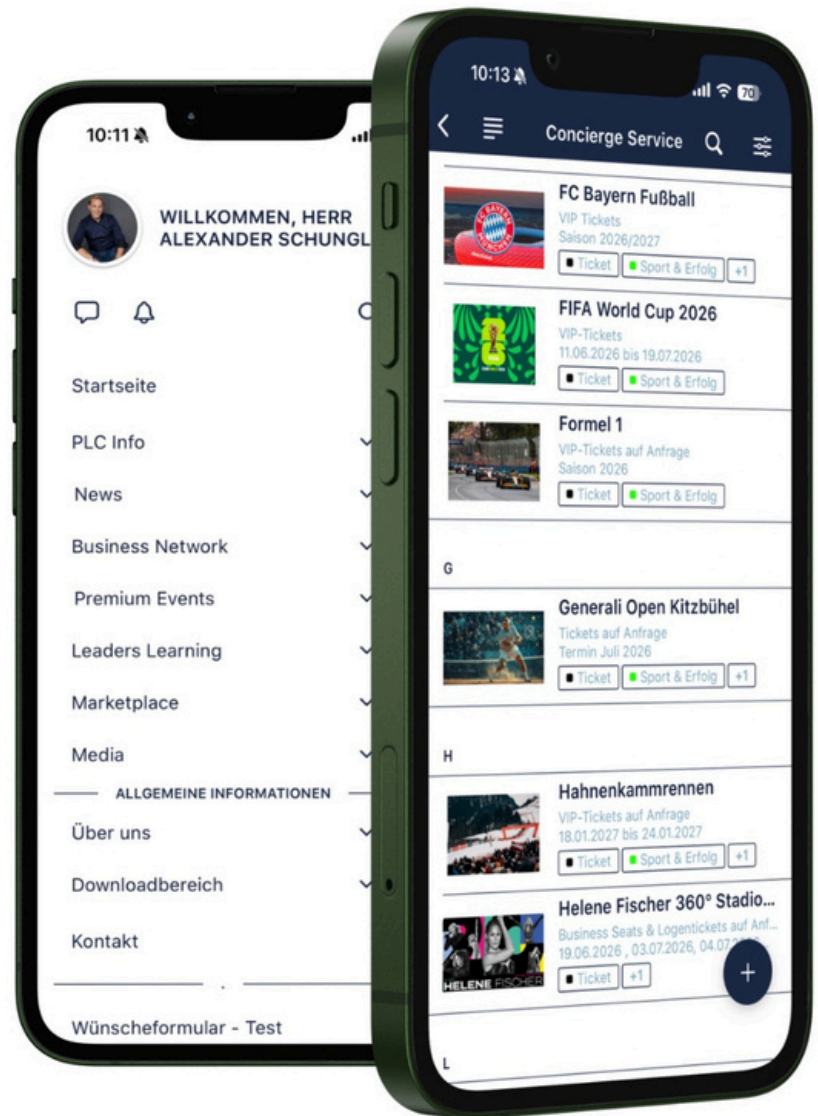 10:11
WILLKOMMEN, HERR
ALEXANDER SCHUNGL
Startseite
PLC Info
News
Business Network
Premium Events
Leaders Learning
Marketplace
Media
ALLGEMEINE INFORMATIONEN
Über uns
Downloadbereich
Kontakt
Wünscheformular - Test
10:13
70
Concierge Service
FC BAYERN
MÜNCHEN
FC Bayern Fußball
VIP Tickets
Saison 2026/2027
Ticket Sport & Erfolg +1
FIFA World Cup 2026
VIP-Tickets
11.06.2026 bis 19.07.2026
Ticket Sport & Erfolg
Formel 1
VIP-Tickets auf Anfrage
Saison 2026
Ticket Sport & Erfolg
G
Generali Open Kitzbühel
Tickets auf Anfrage
Termin Juli 2026
Ticket Sport & Erfolg +1
H
Hahnenkammrennen
VIP-Tickets auf Anfrage
18.01.2027 bis 24.01.2027
Ticket Sport & Erfolg +1
HELENE FISCHER
Helene Fischer 360° Stadio...
Business Seats & Logentickets auf Anf...
19.06.2026 , 03.07.2026, 04.07
Ticket +1
+
L